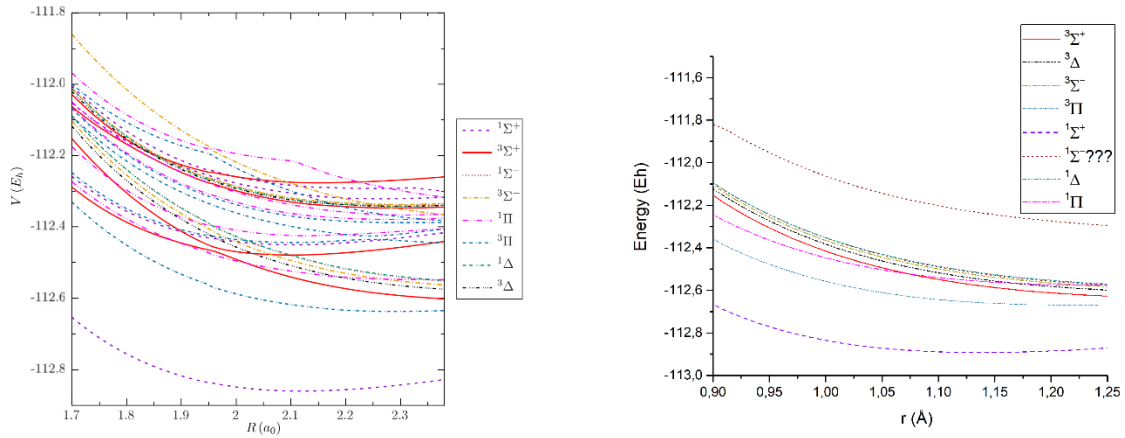 -111.8
-112.0
-112.2
-112.4
-112.6
-112.8
V (E_h)
1.7
1.8
1.9
2
2.1
2.2
2.3
R (a_0)
¹Σ⁺
³Σ⁺
¹Σ⁻
³Σ⁻
¹Π
³Π
¹Δ
³Δ
-111,6
-111,8
-112,0
-112,2
-112,4
-112,6
-112,8
-113,0
Energy (Eh)
0,90
0,95
1,00
1,05
1,10
1,15
1,20
1,25
r (Å)
³Σ⁺
³Δ
³Σ⁻
³Π
¹Σ⁺
¹Σ⁻???
¹Δ
¹Π